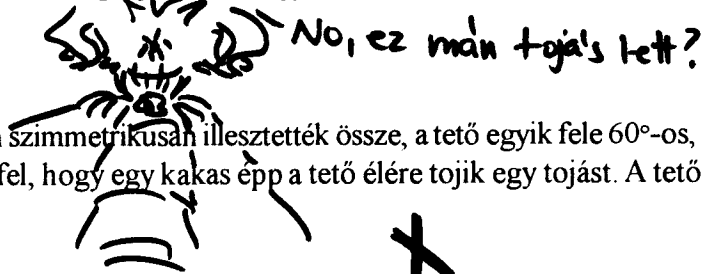 No, ez mán tojás lett?
szimmetrikusan illesztették össze, a tető egyik fele 60°-os,
fel, hogy egy kakas épp a tető élére tojik egy tojást. A tető